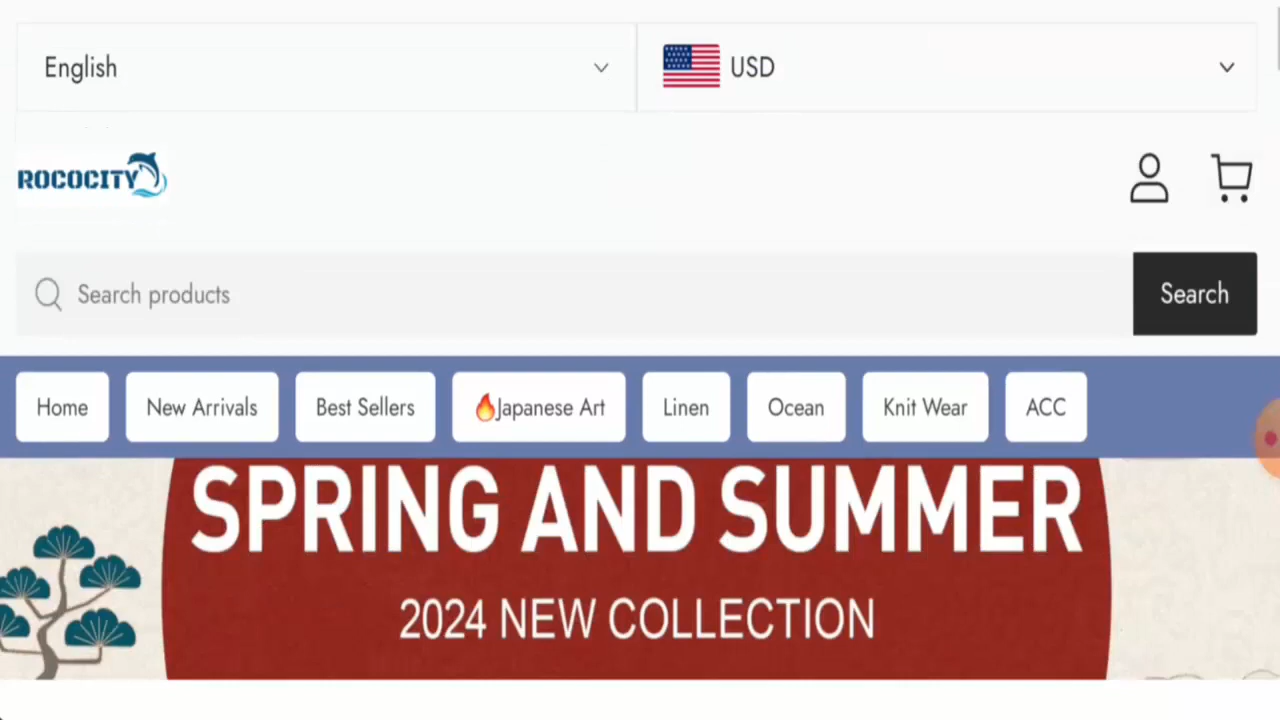 English
USD
ROCOCITY
Search products
Search
Home
New Arrivals
Best Sellers
🔥Japanese Art
Linen
Ocean
Knit Wear
ACC
SPRING AND SUMMER
2024 NEW COLLECTION